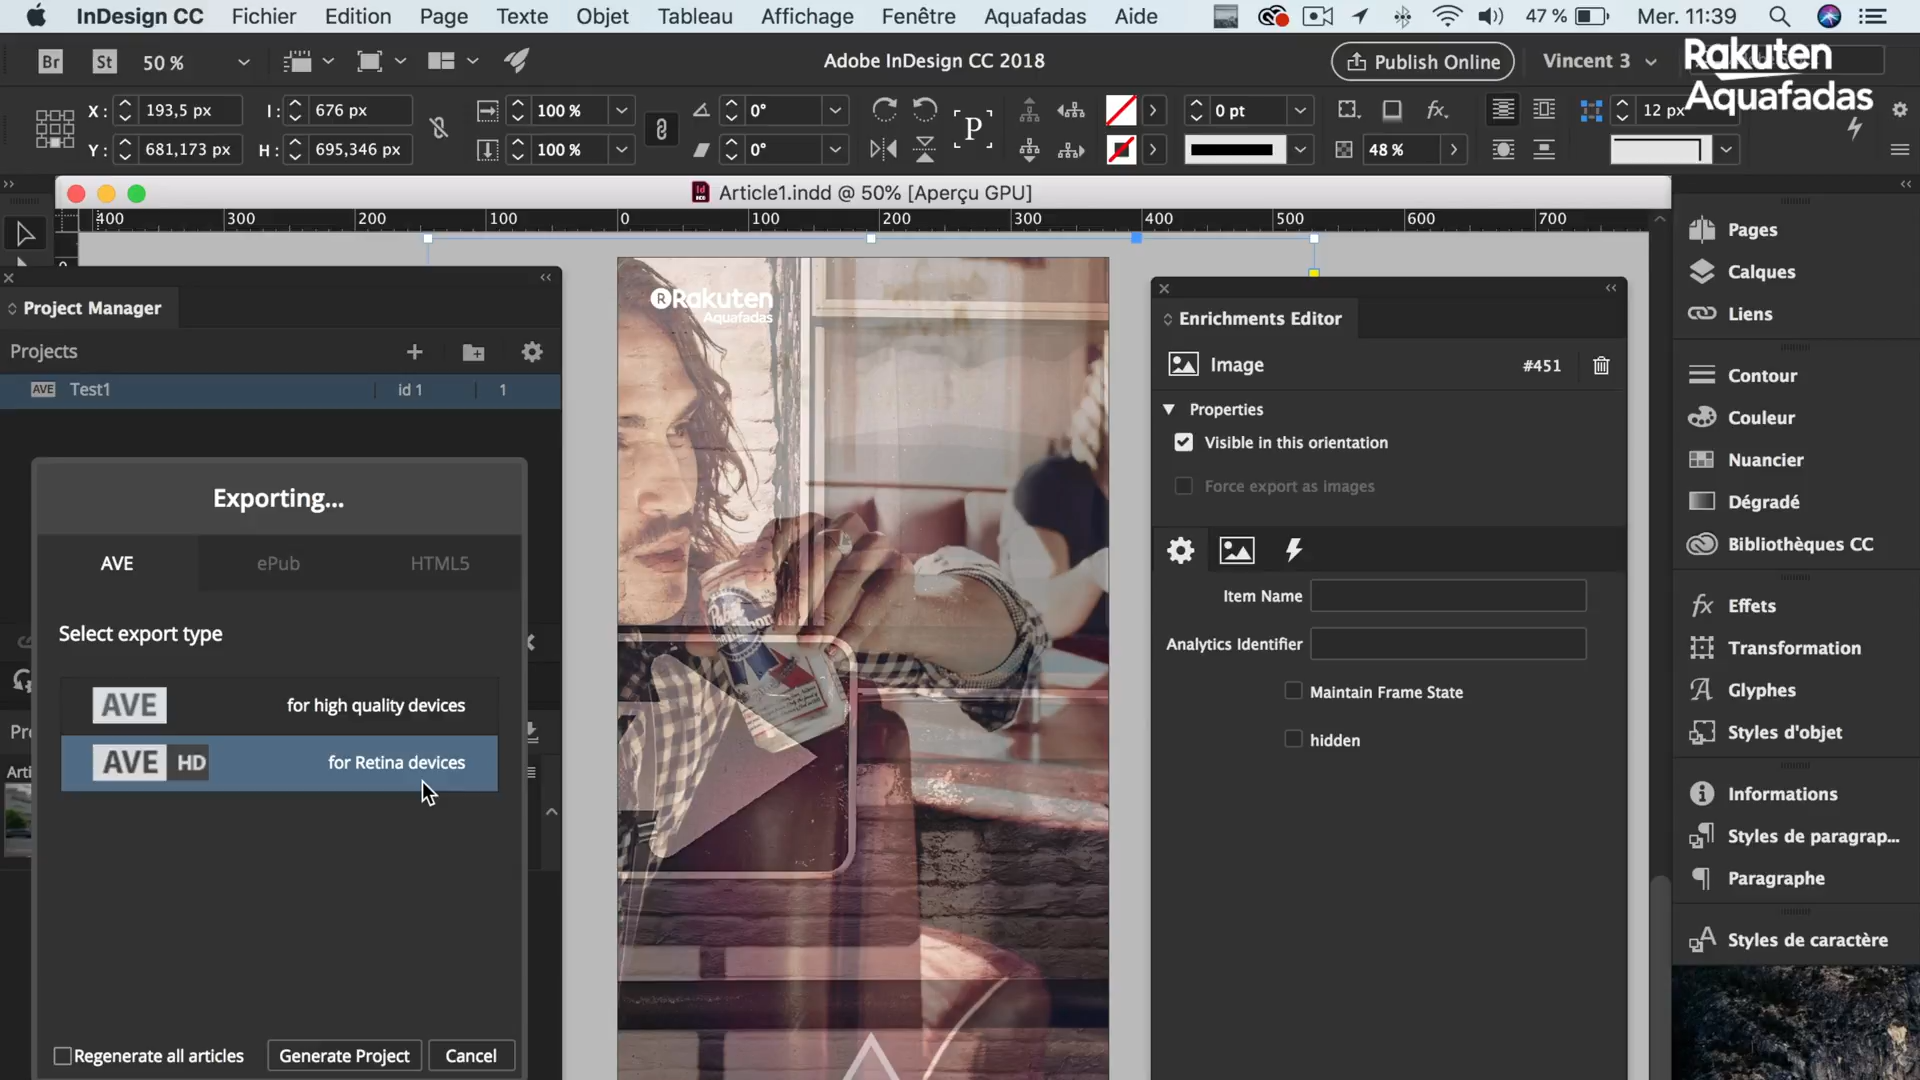 InDesign CC Fichier Edition Page Texte Objet Tableau Affichage Fenêtre Aquafadas Aide 47 % Mer. 11:39
Br St 50 % Adobe InDesign CC 2018 Publish Online Vincent 3
Rakuten
Aquafadas
X : 193,5 px I : 676 px 100 % 0° P 0 pt fx. 12 px
Y : 681,173 px H : 695,346 px 100 % 0° 48 %
Article1.indd @ 50% [Aperçu GPU]
400 300 200 100 0 100 200 300 400 500 600 700
0
Project Manager
Projects
AVE Test1 id 1 1
Exporting...
AVE ePub HTML5
Select export type
AVE for high quality devices
AVE HD for Retina devices
Regenerate all articles Generate Project Cancel
Arti
R Rakuten
Aquafadas
Pabst
Enrichments Editor
Image #451
Properties
Visible in this orientation
Force export as images
Item Name
Analytics Identifier
Maintain Frame State
hidden
Pages
Calques
Liens
Contour
Couleur
Nuancier
Dégradé
Bibliothèques CC
fx Effets
Transformation
Glyphes
Styles d'objet
Informations
Styles de paragrap...
Paragraphe
Styles de caractère